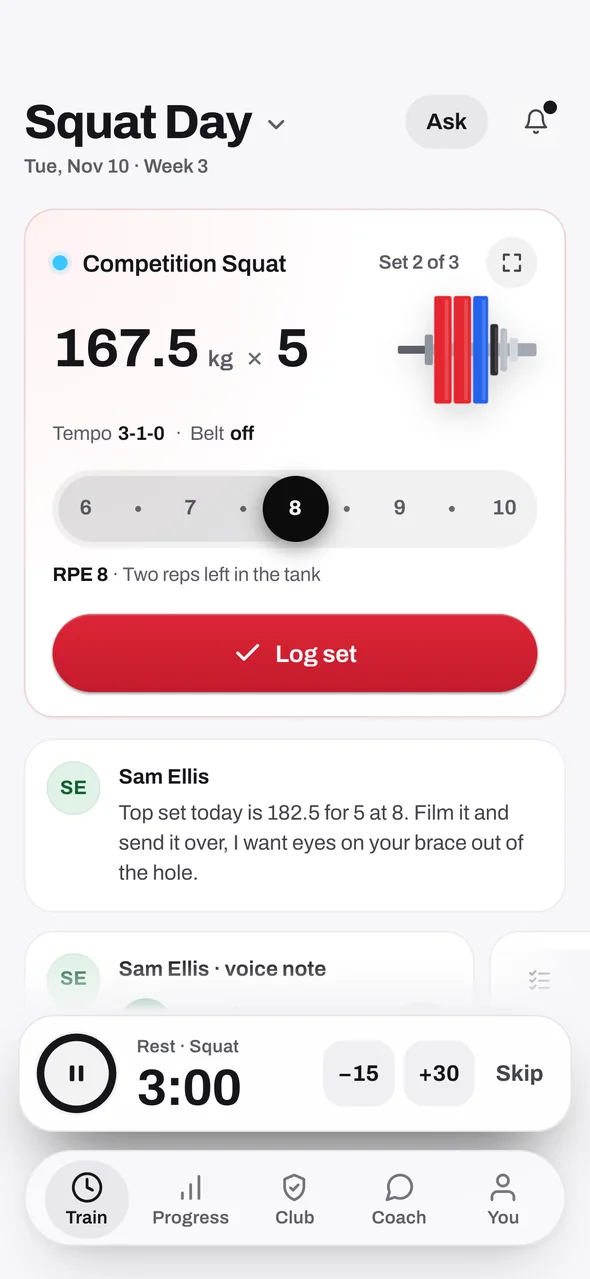 Squat Day
Ask
Tue, Nov 10 · Week 3
Competition Squat
Set 2 of 3
167.5 kg × 5
Tempo 3-1-0 · Belt off
6 • 7 • 8 • 9 • 10
RPE 8 · Two reps left in the tank
Log set
SE
Sam Ellis
Top set today is 182.5 for 5 at 8. Film it and
send it over, I want eyes on your brace out of
the hole.
SE
Sam Ellis · voice note
Rest · Squat
3:00
−15
+30
Skip
Train
Progress
Club
Coach
You